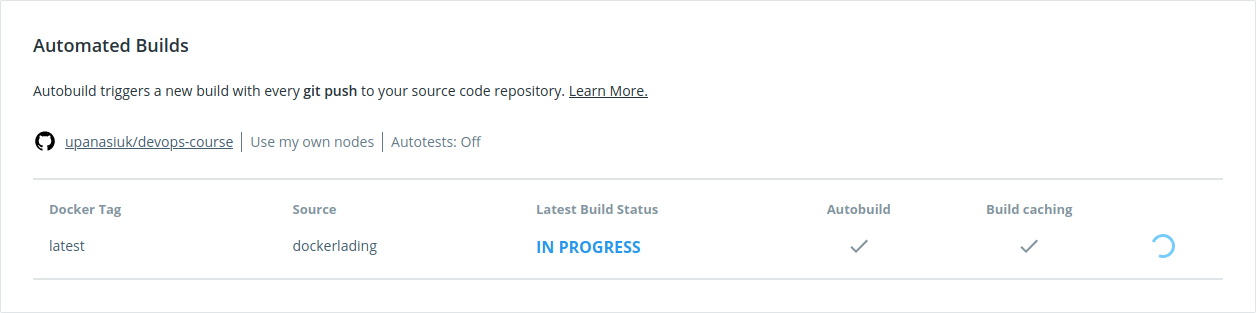 Automated Builds
Autobuild triggers a new build with every git push to your source code repository. Learn More.
upanasiuk/devops-course | Use my own nodes | Autotests: Off
Docker Tag Source Latest Build Status Autobuild Build caching
latest dockerlading IN PROGRESS